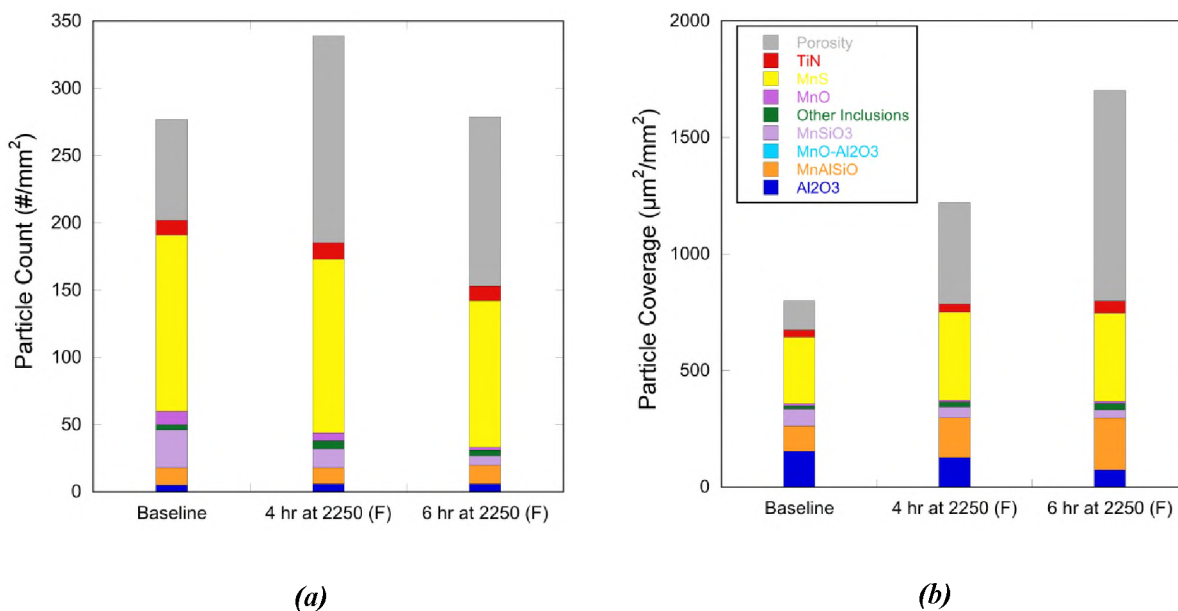 350
300
250
200
150
100
50
0
Particle Count (#/mm²)
Baseline
4 hr at 2250 (F)
6 hr at 2250 (F)
(a)
2000
1500
1000
500
0
Particle Coverage (µm²/mm²)
Porosity
TiN
MnS
MnO
Other Inclusions
MnSiO3
MnO-Al2O3
MnAlSiO
Al2O3
Baseline
4 hr at 2250 (F)
6 hr at 2250 (F)
(b)